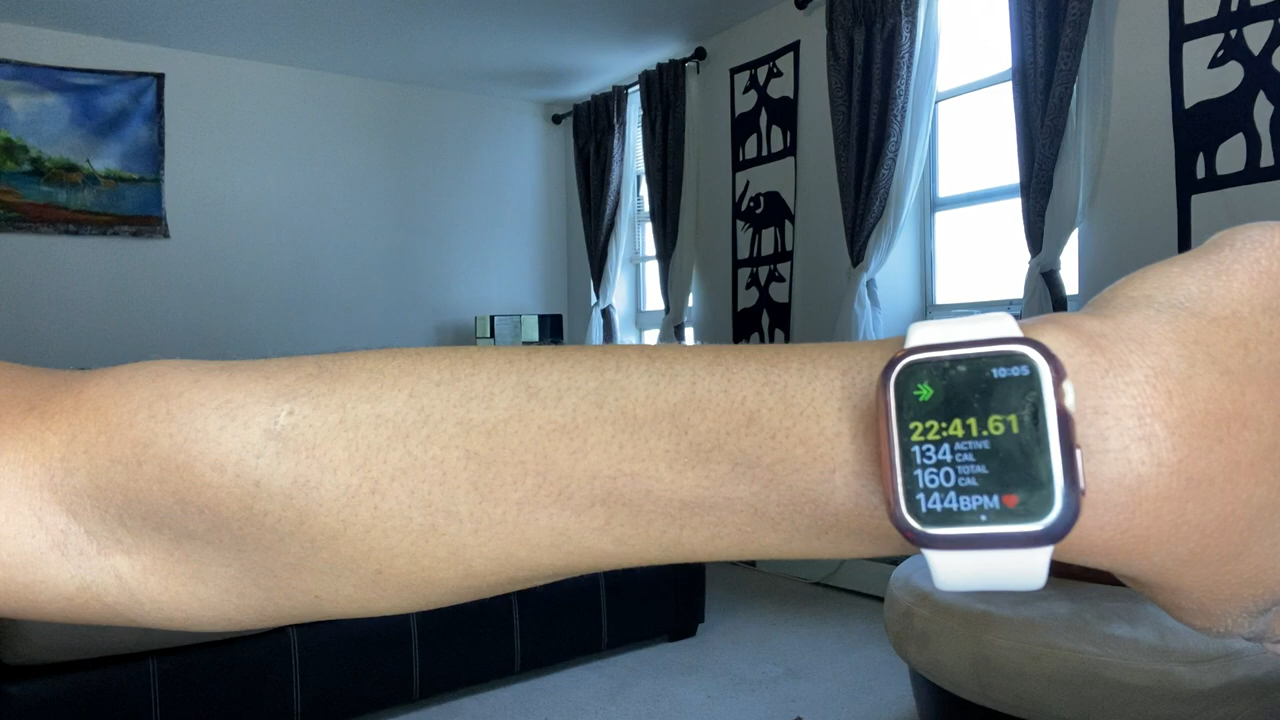 10:05
22:41.61
134 ACTIVE CAL
160 TOTAL CAL
144BPM